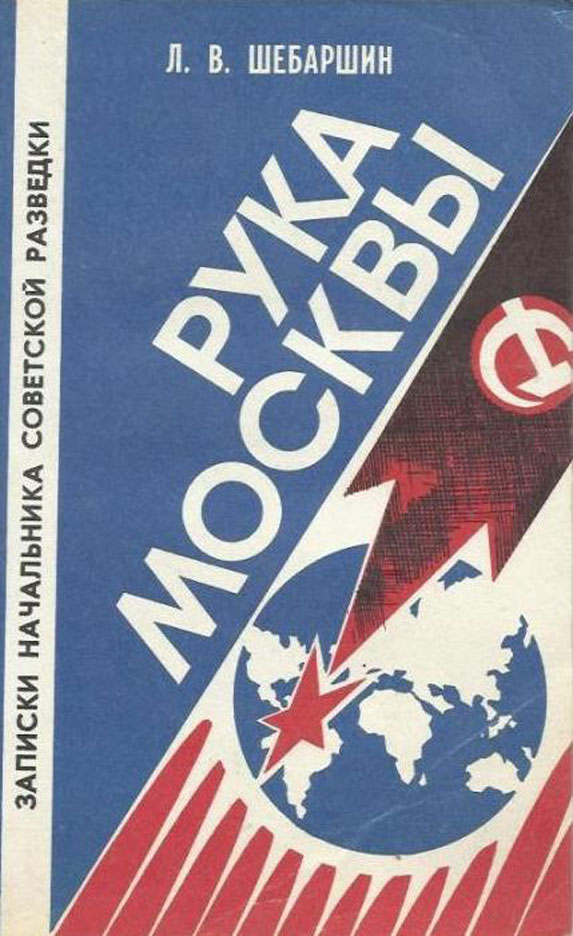 Л. В. ШЕБАРШИН
РУКА
МОСКВЫ
ЗАПИСКИ НАЧАЛЬНИКА СОВЕТСКОЙ РАЗВЕДКИ